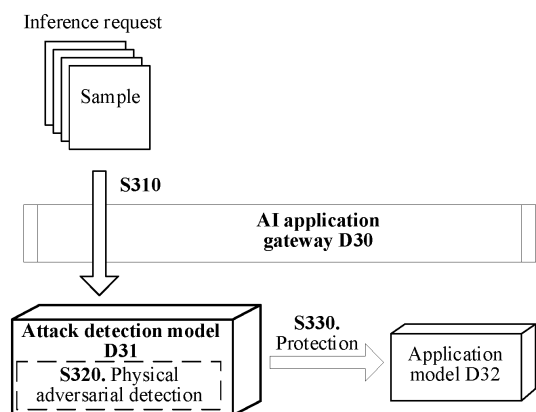 Inference request
Sample
S310
AI application
gateway D30
Attack detection model
D31
S320. Physical
adversarial detection
S330.
Protection
Application
model D32